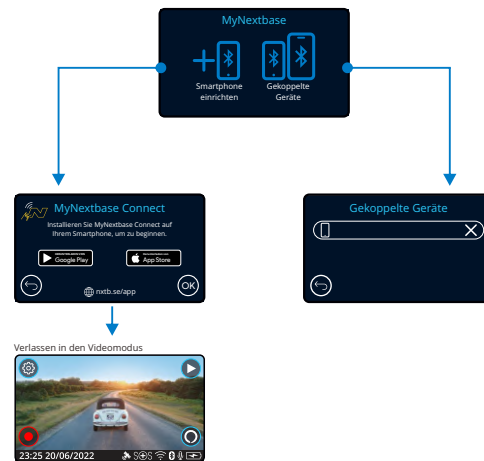 MyNextbase
Smartphone einrichten
Gekoppelte Geräte
MyNextbase Connect
Installieren Sie MyNextbase Connect auf
Ihrem Smartphone, um zu beginnen.
Google Play
App Store
nxtb.se/app
OK
Gekoppelte Geräte
Verlassen in den Videomodus
23:25 20/06/2022
SOS